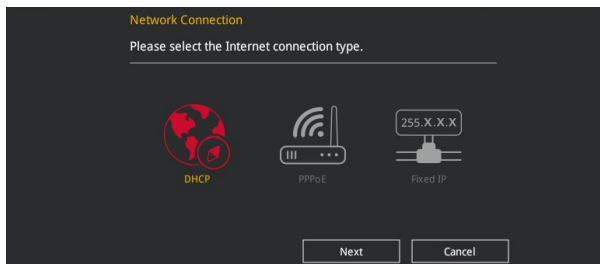 Network Connection
Please select the Internet connection type.
255.X.X.X
DHCP
PPPoE
Fixed IP
Next
Cancel